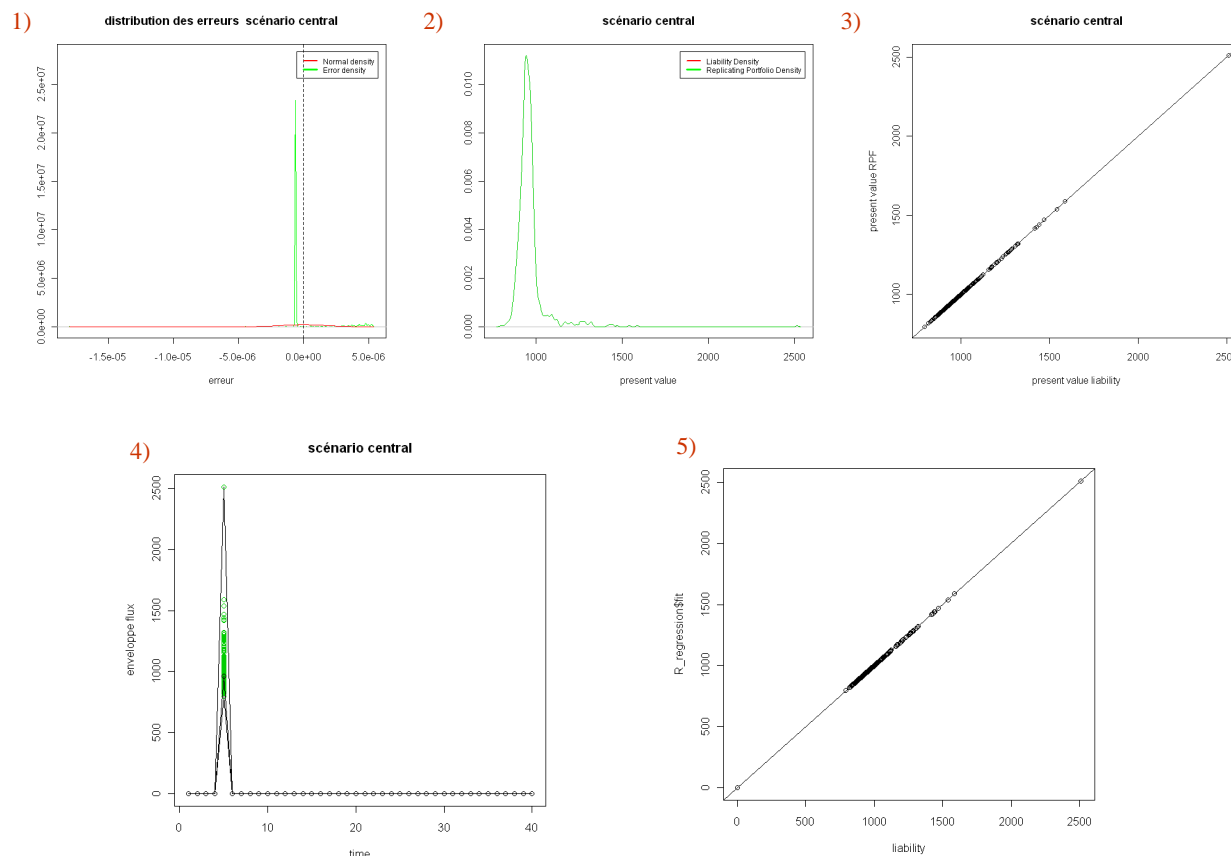 1)
distribution des erreurs scénario central
Normal density
Error density
0.0e+00
5.0e+06
1.0e+07
1.5e+07
2.0e+07
2.5e+07
-1.5e-05
-1.0e-05
-5.0e-06
0.0e+00
5.0e-06
erreur
2)
scénario central
Liability Density
Replicating Portfolio Density
0.000
0.002
0.004
0.006
0.008
0.010
1000
1500
2000
2500
present value
3)
scénario central
present value RPF
1000
1500
2000
2500
1000
1500
2000
2500
present value liability
4)
scénario central
enveloppe flux
0
500
1000
1500
2000
2500
0
10
20
30
40
time
5)
R_regression$fit
0
500
1000
1500
2000
2500
0
500
1000
1500
2000
2500
liability